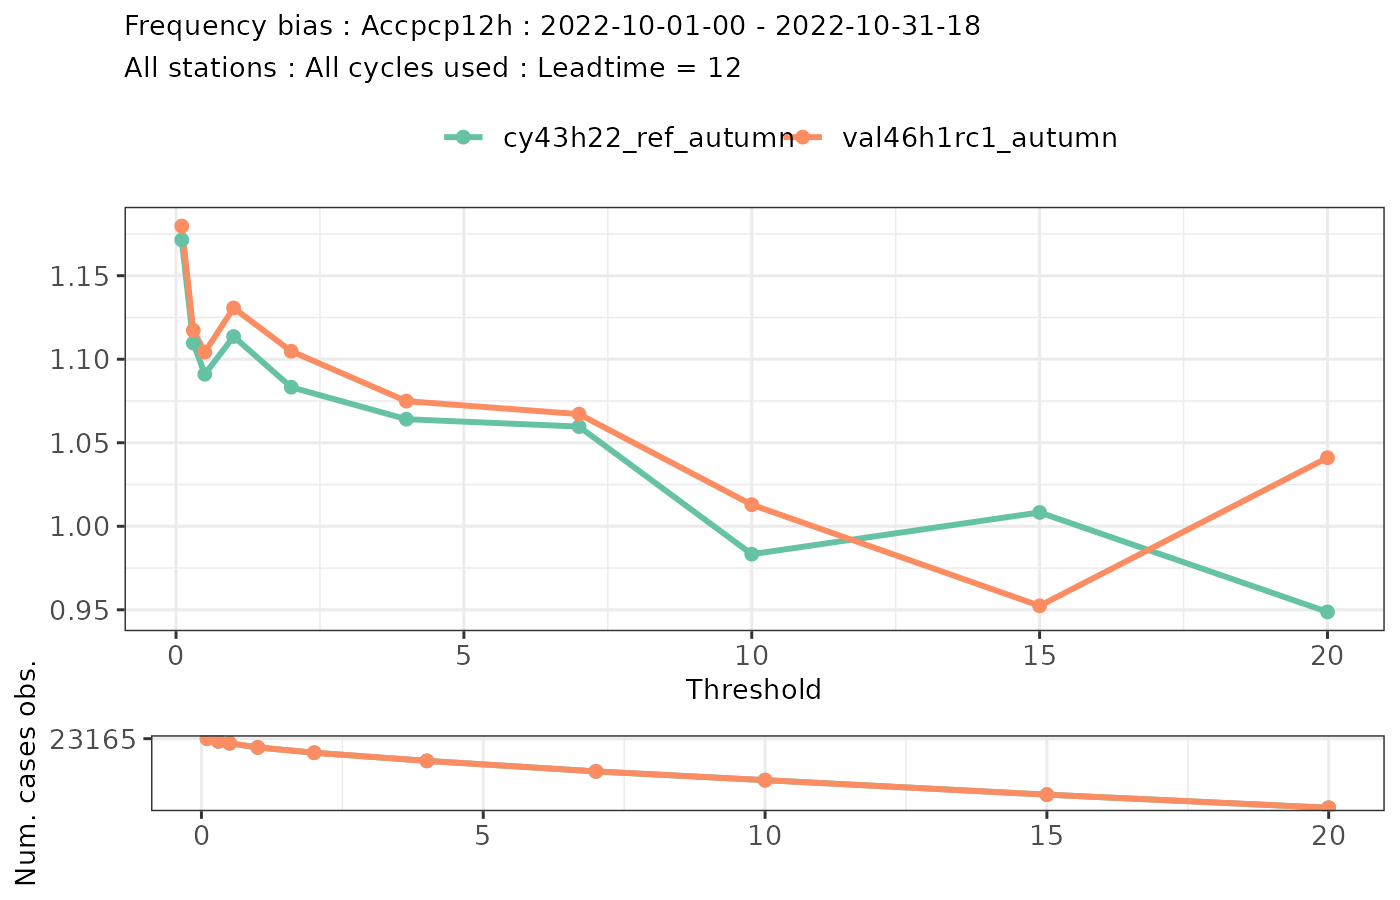 Frequency bias : Accpcp12h : 2022-10-01-00 - 2022-10-31-18
All stations : All cycles used : Leadtime = 12
cy43h22_ref_autumn val46h1rc1_autumn
1.15
1.10
1.05
1.00
0.95
0 5 10 15 20
Threshold
Num. cases obs.
23165
0 5 10 15 20